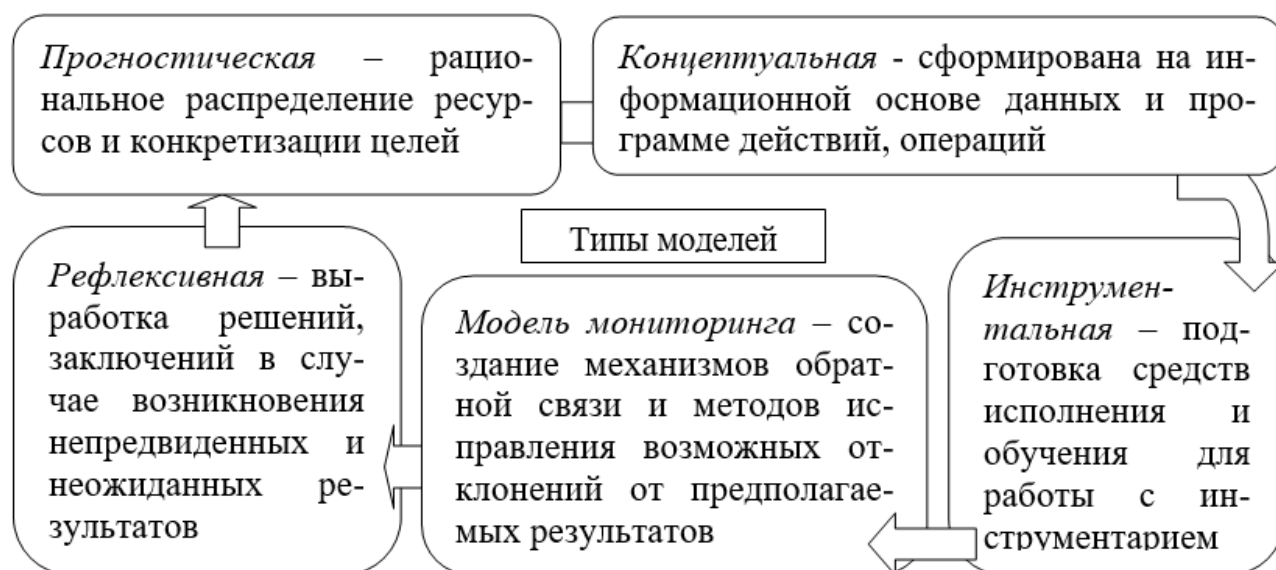 Прогностическая – рацио-
нальное распределение ресур-
сов и конкретизации целей
Концептуальная - сформирована на ин-
формационной основе данных и про-
грамме действий, операций
Типы моделей
Рефлексивная – вы-
работка решений,
заключений в слу-
чае возникновения
непредвиденных и
неожиданных ре-
зультатов
Модель мониторинга – со-
здание механизмов обрат-
ной связи и методов ис-
правления возможных от-
клонений от предполагае-
мых результатов
Инструмен-
тальная – под-
готовка средств
исполнения и
обучения для
работы с ин-
струментарием